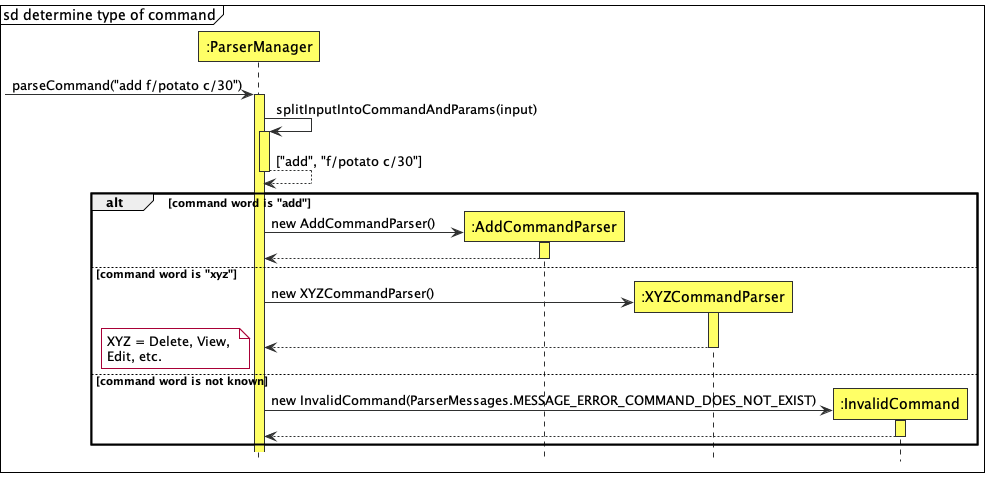 sd determine type of command
:ParserManager
parseCommand("add f/potato c/30")
splitInputIntoCommandAndParams(input)
["add", "f/potato c/30"]
alt
[command word is "add"]
new AddCommandParser()
:AddCommandParser
[command word is "xyz"]
new XYZCommandParser()
:XYZCommandParser
XYZ = Delete, View,
Edit, etc.
[command word is not known]
new InvalidCommand(ParserMessages.MESSAGE_ERROR_COMMAND_DOES_NOT_EXIST)
:InvalidCommand